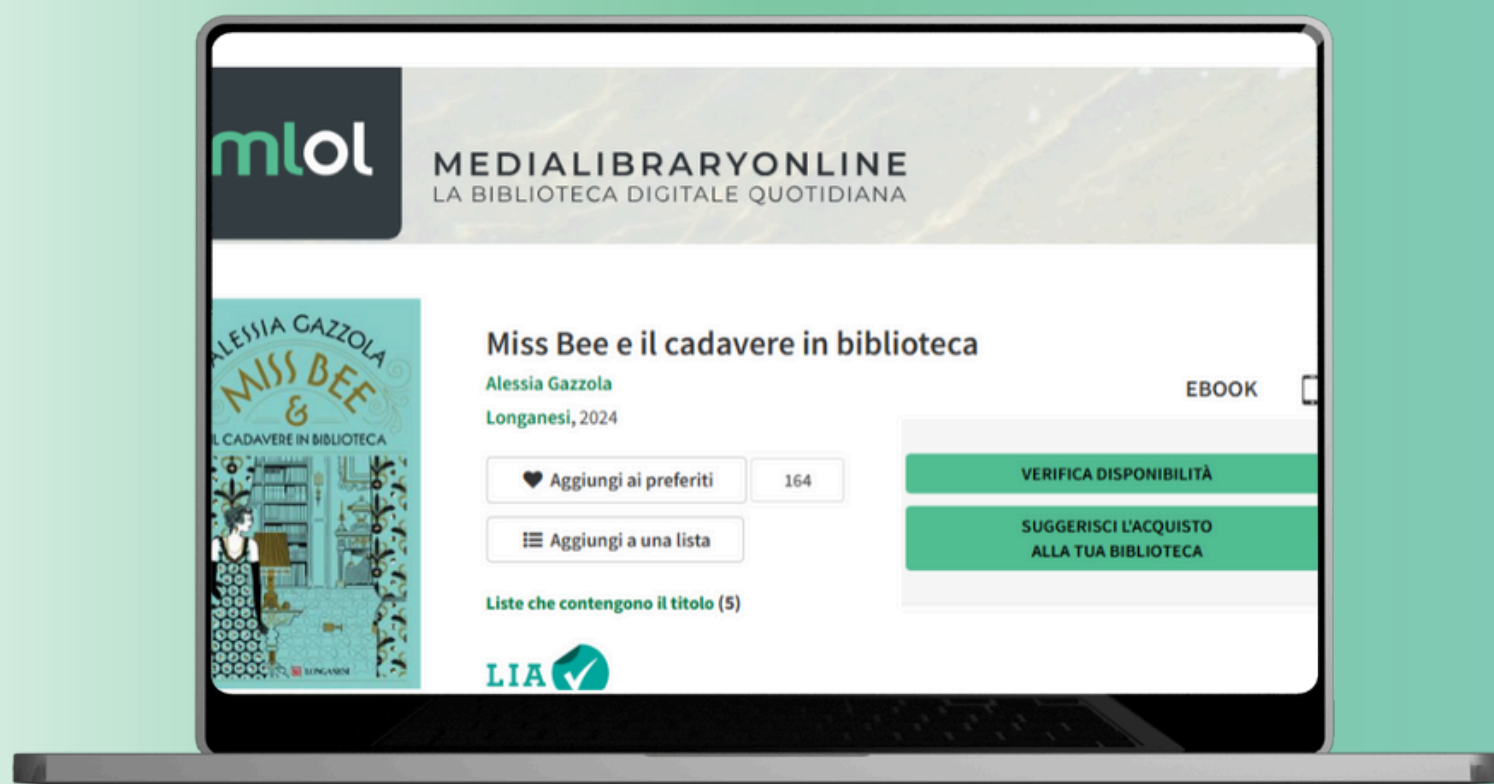 mlol
MEDIALIBRARYONLINE
LA BIBLIOTECA DIGITALE QUOTIDIANA
ALESSIA GAZZOLA
MISS BEE
&
IL CADAVERE IN BIBLIOTECA
LONGANESI
Miss Bee e il cadavere in biblioteca
Alessia Gazzola
Longanesi, 2024
Aggiungi ai preferiti 164
Aggiungi a una lista
Liste che contengono il titolo (5)
LIA
EBOOK
VERIFICA DISPONIBILITÀ
SUGGERISCI L'ACQUISTO
ALLA TUA BIBLIOTECA